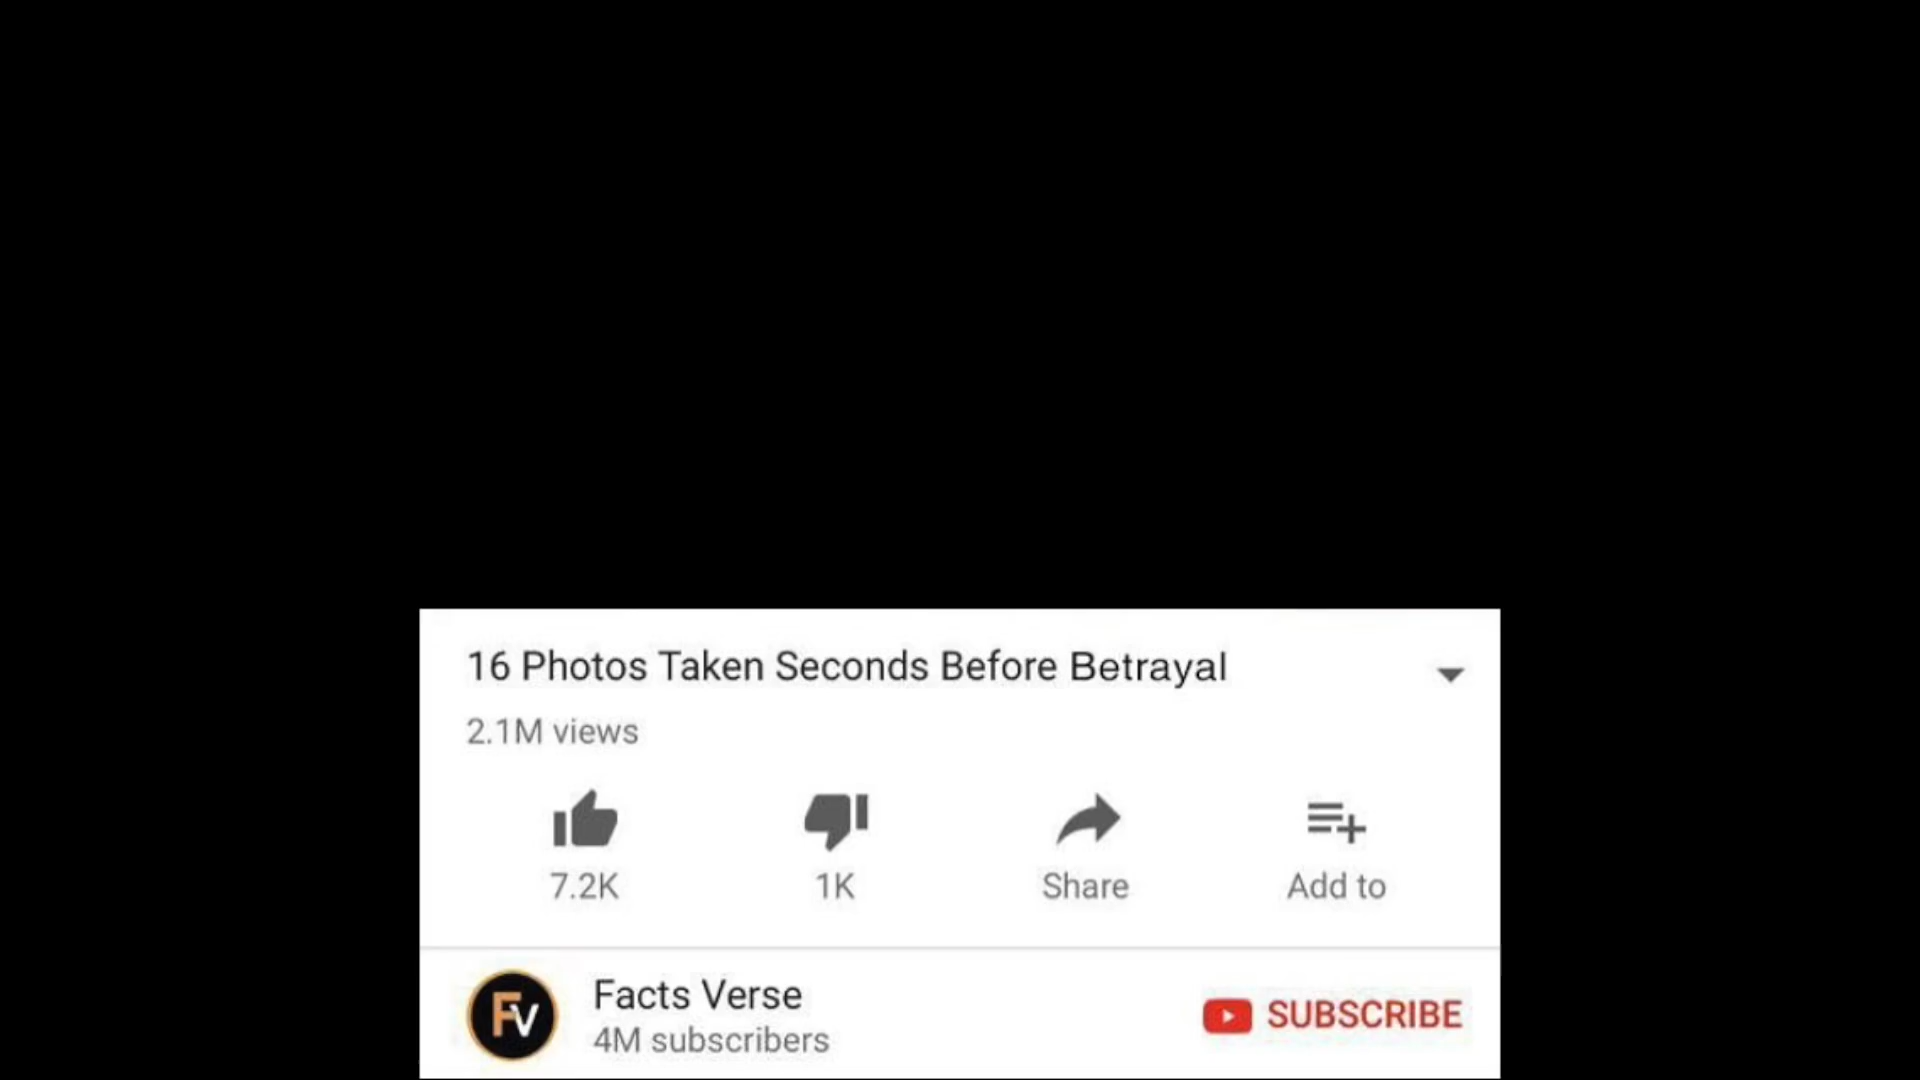 16 Photos Taken Seconds Before Betrayal
2.1M views
7.2K
1K
Share
Add to
FV
Facts Verse
4M subscribers
SUBSCRIBE